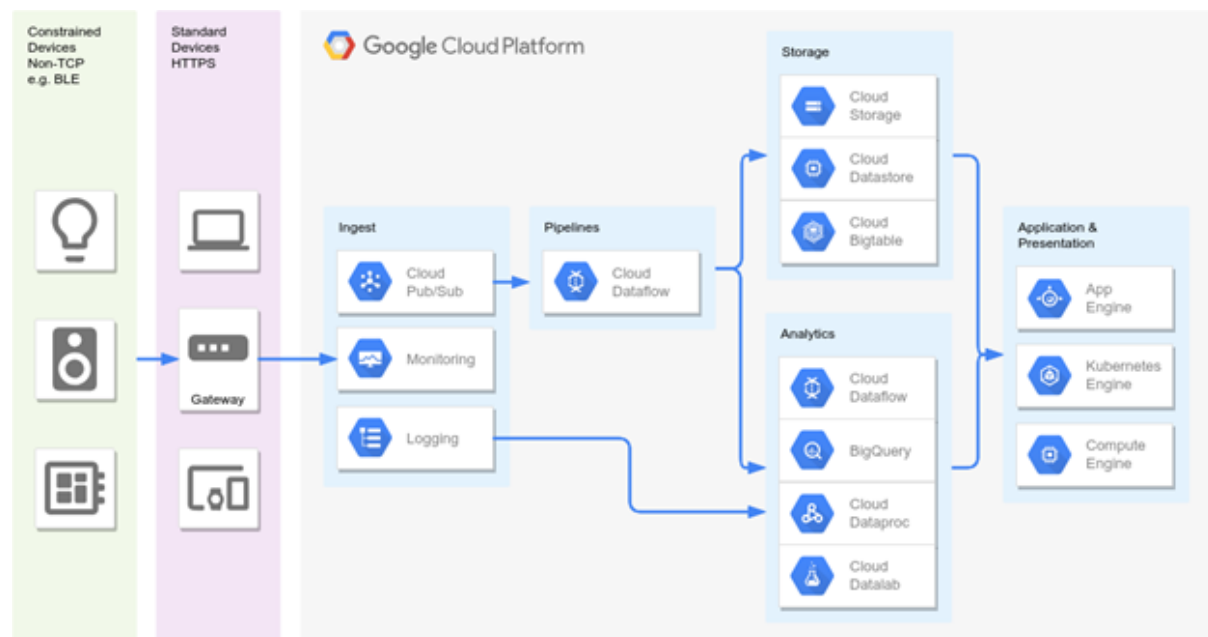 Constrained
Devices
Non-TCP
e.g. BLE
Standard
Devices
HTTPS
Gateway
Google Cloud Platform
Ingest
Cloud
Pub/Sub
Monitoring
Logging
Pipelines
Cloud
Dataflow
Storage
Cloud
Storage
Cloud
Datastore
Cloud
Bigtable
Analytics
Cloud
Dataflow
BigQuery
Cloud
Dataproc
Cloud
Datalab
Application &
Presentation
App
Engine
Kubernetes
Engine
Compute
Engine